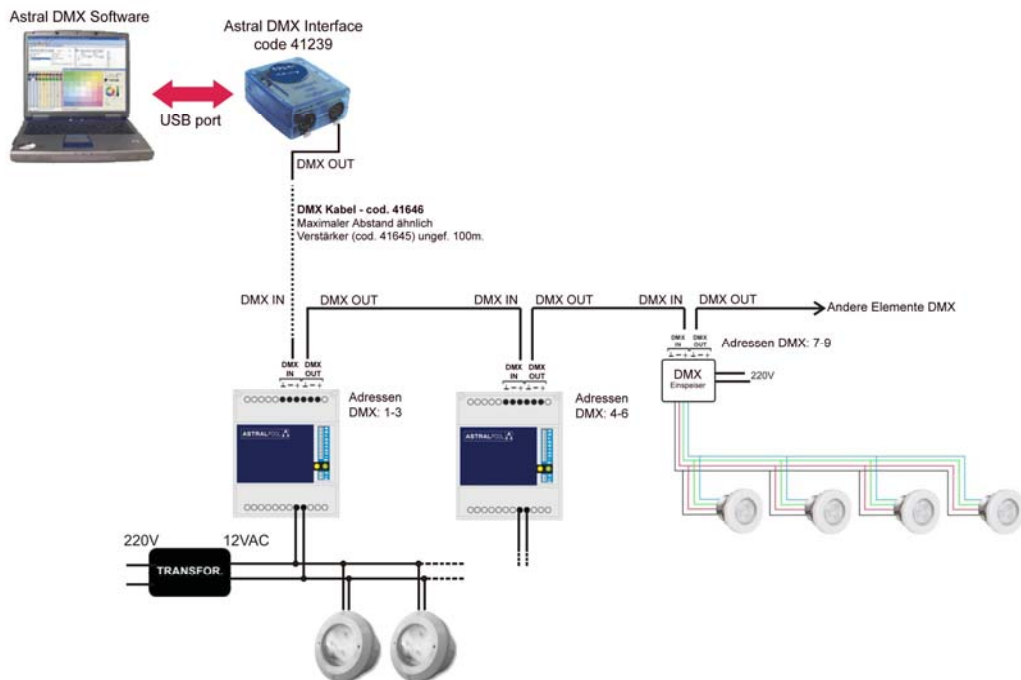 Astral DMX Software
Astral DMX Interface
code 41239
USB port
DMX OUT
DMX Kabel - cod. 41646
Maximaler Abstand ähnlich
Verstärker (cod. 41645) ungef. 100m.
DMX IN
DMX OUT
DMX IN
DMX OUT
DMX IN
DMX OUT
Andere Elemente DMX
DMX IN
DMX OUT
Adressen DMX: 7-9
DMX
Einspeiser
220V
DMX IN
DMX OUT
Adressen
DMX: 1-3
DMX IN
DMX OUT
Adressen
DMX: 4-6
ASTRALPOOL
ASTRALPOOL
220V
12VAC
TRANSFOR.